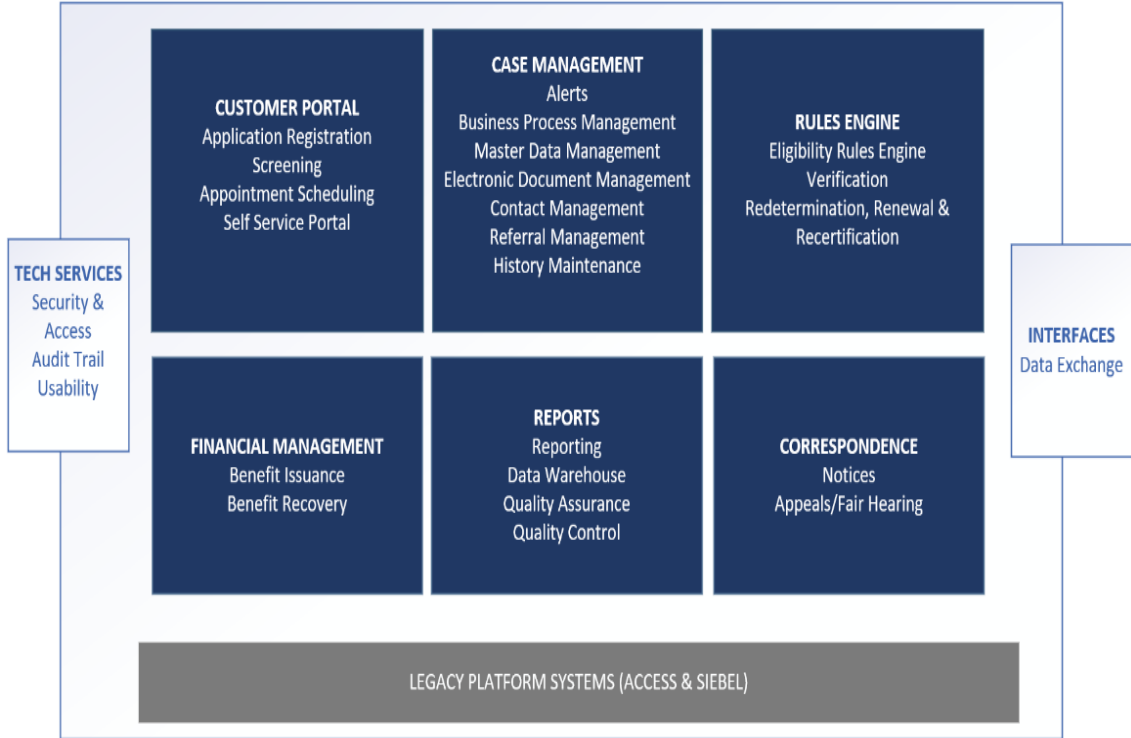 CUSTOMER PORTAL
Application Registration
Screening
Appointment Scheduling
Self Service Portal
CASE MANAGEMENT
Alerts
Business Process Management
Master Data Management
Electronic Document Management
Contact Management
Referral Management
History Maintenance
RULES ENGINE
Eligibility Rules Engine
Verification
Redetermination, Renewal &
Recertification
TECH SERVICES
Security &
Access
Audit Trail
Usability
INTERFACES
Data Exchange
FINANCIAL MANAGEMENT
Benefit Issuance
Benefit Recovery
REPORTS
Reporting
Data Warehouse
Quality Assurance
Quality Control
CORRESPONDENCE
Notices
Appeals/Fair Hearing
LEGACY PLATFORM SYSTEMS (ACCESS & SIEBEL)